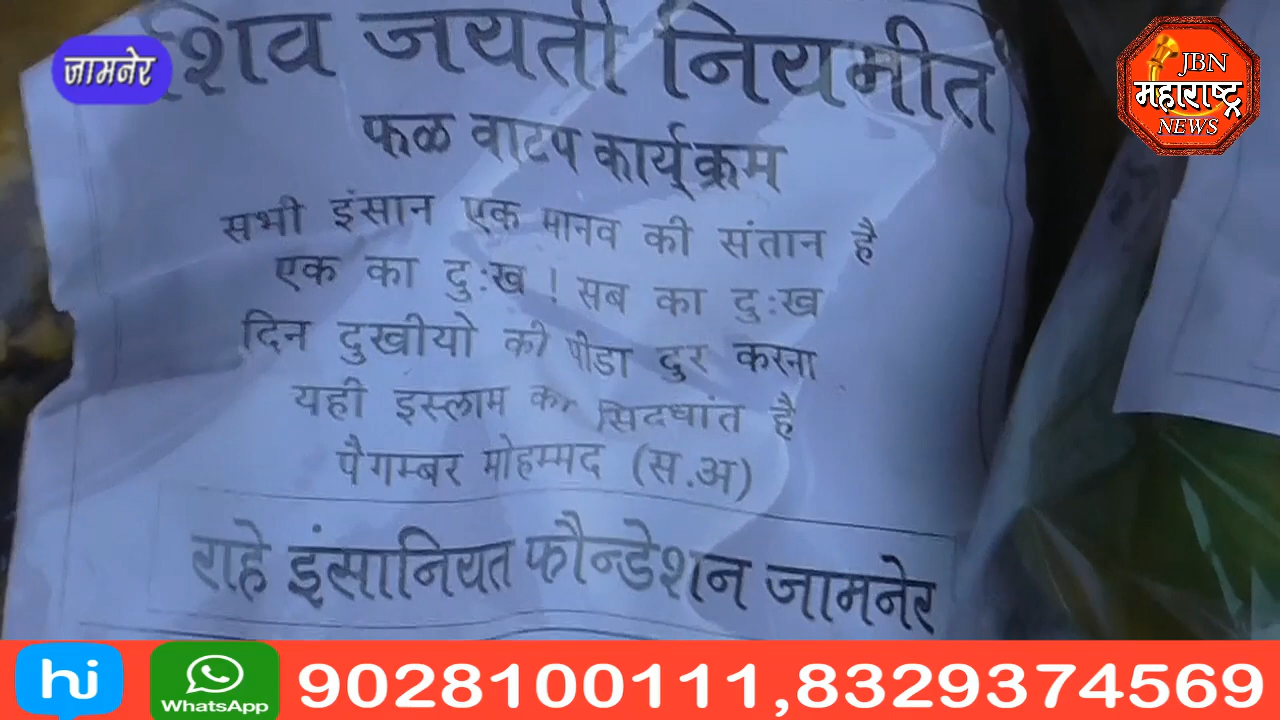 जामनेर
JBN
महाराष्ट्र
NEWS
शिव जयती नियमीत
फळ वाटप कार्यक्रम
सभी इंसान एक मानव की संतान है
एक का दुःख ! सब का दुःख
दिन दुखीयो की पीडा दुर करना
यही इस्लाम का सिदधांत है
पैगम्बर मोहम्मद (स.अ)
राहे इंसानियत फौन्डेशन जामनेर
hi
WhatsApp
9028100111,8329374569